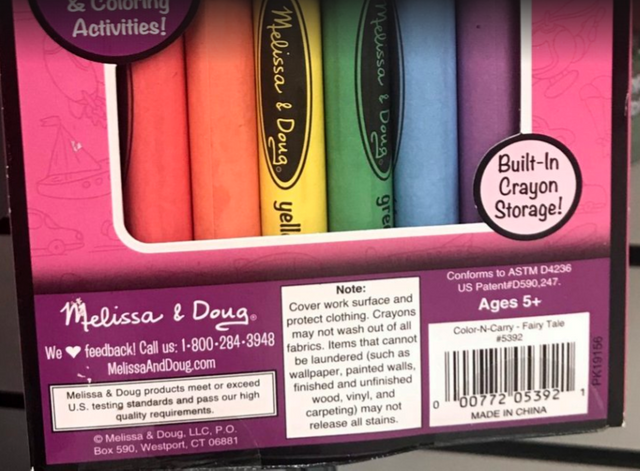 & Coloring
Activities!
Melissa & Doug
yell
Melissa & Doug
gre
Built-In
Crayon
Storage!
Melissa & Doug®
We ♥ feedback! Call us: 1-800-284-3948
MelissaAndDoug.com
Melissa & Doug products meet or exceed
U.S. testing standards and pass our high
quality requirements.
© Melissa & Doug, LLC, P.O.
Box 590, Westport, CT 06881
Note:
Cover work surface and
protect clothing. Crayons
may not wash out of all
fabrics. Items that cannot
be laundered (such as
wallpaper, painted walls,
finished and unfinished
wood, vinyl, and
carpeting) may not
release all stains.
Conforms to ASTM D4236
US Patent#D590,247.
Ages 5+
Color-N-Carry - Fairy Tale
#5392
0 00772 05392 1
MADE IN CHINA
PK19156